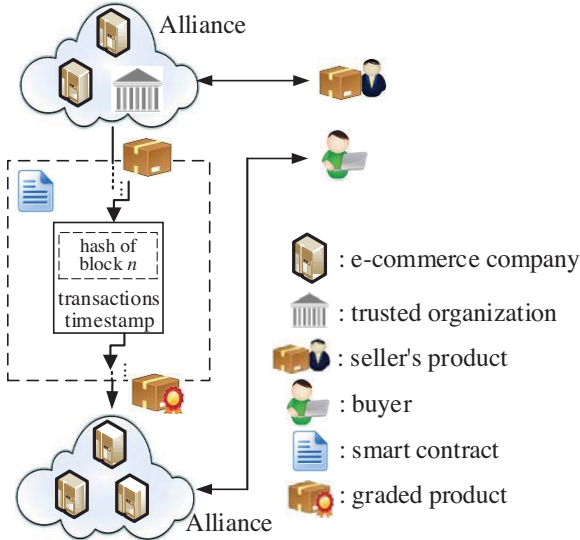 Alliance
hash of
block n
transactions
timestamp
Alliance
: e-commerce company
: trusted organization
: seller's product
: buyer
: smart contract
: graded product